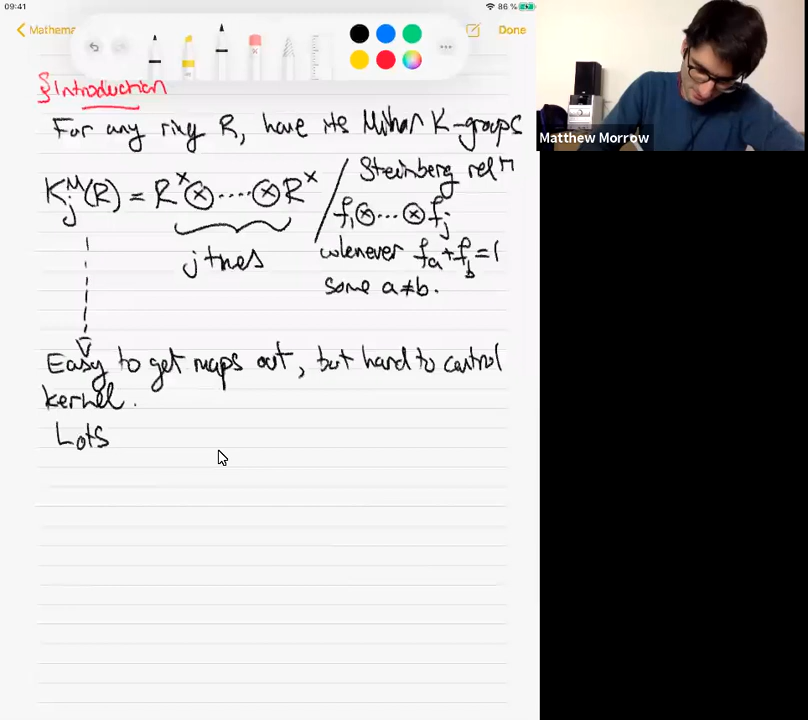 09:41
86 %
Mathema
Done
§Introduction
For any ring R, have its Milnor K-groups
K_j^M(R) = R^× ⊗ ···· ⊗ R^× / Steinberg rel^n
f_1 ⊗ ··· ⊗ f_j
j times
whenever f_a + f_b = 1
some a ≠ b.
Easy to get maps out, but hard to control
kernel.
Lots
Matthew Morrow